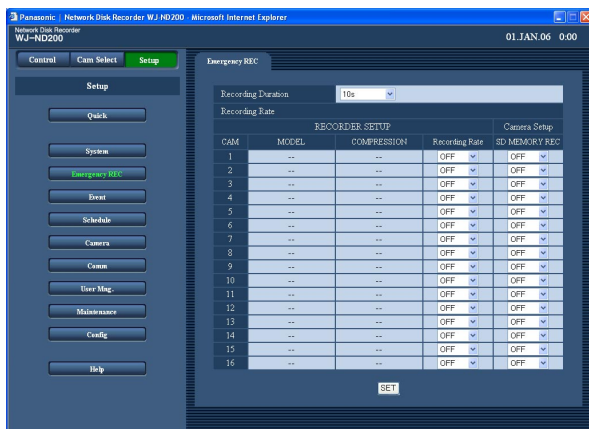 Panasonic | Network Disk Recorder WJ-ND200 - Microsoft Internet Explorer
Network Disk Recorder
WJ-ND200
01.JAN.06 0:00
Control Cam Select Setup
Setup
Quick
System
Emergency REC
Event
Schedule
Camera
Comm
User Mng.
Maintenance
Config
Help
Emergency REC
Recording Duration 10s
Recording Rate
RECORDER SETUP Camera Setup
CAM MODEL COMPRESSION Recording Rate SD MEMORY REC
1 -- -- OFF OFF
2 -- -- OFF OFF
3 -- -- OFF OFF
4 -- -- OFF OFF
5 -- -- OFF OFF
6 -- -- OFF OFF
7 -- -- OFF OFF
8 -- -- OFF OFF
9 -- -- OFF OFF
10 -- -- OFF OFF
11 -- -- OFF OFF
12 -- -- OFF OFF
13 -- -- OFF OFF
14 -- -- OFF OFF
15 -- -- OFF OFF
16 -- -- OFF OFF
SET